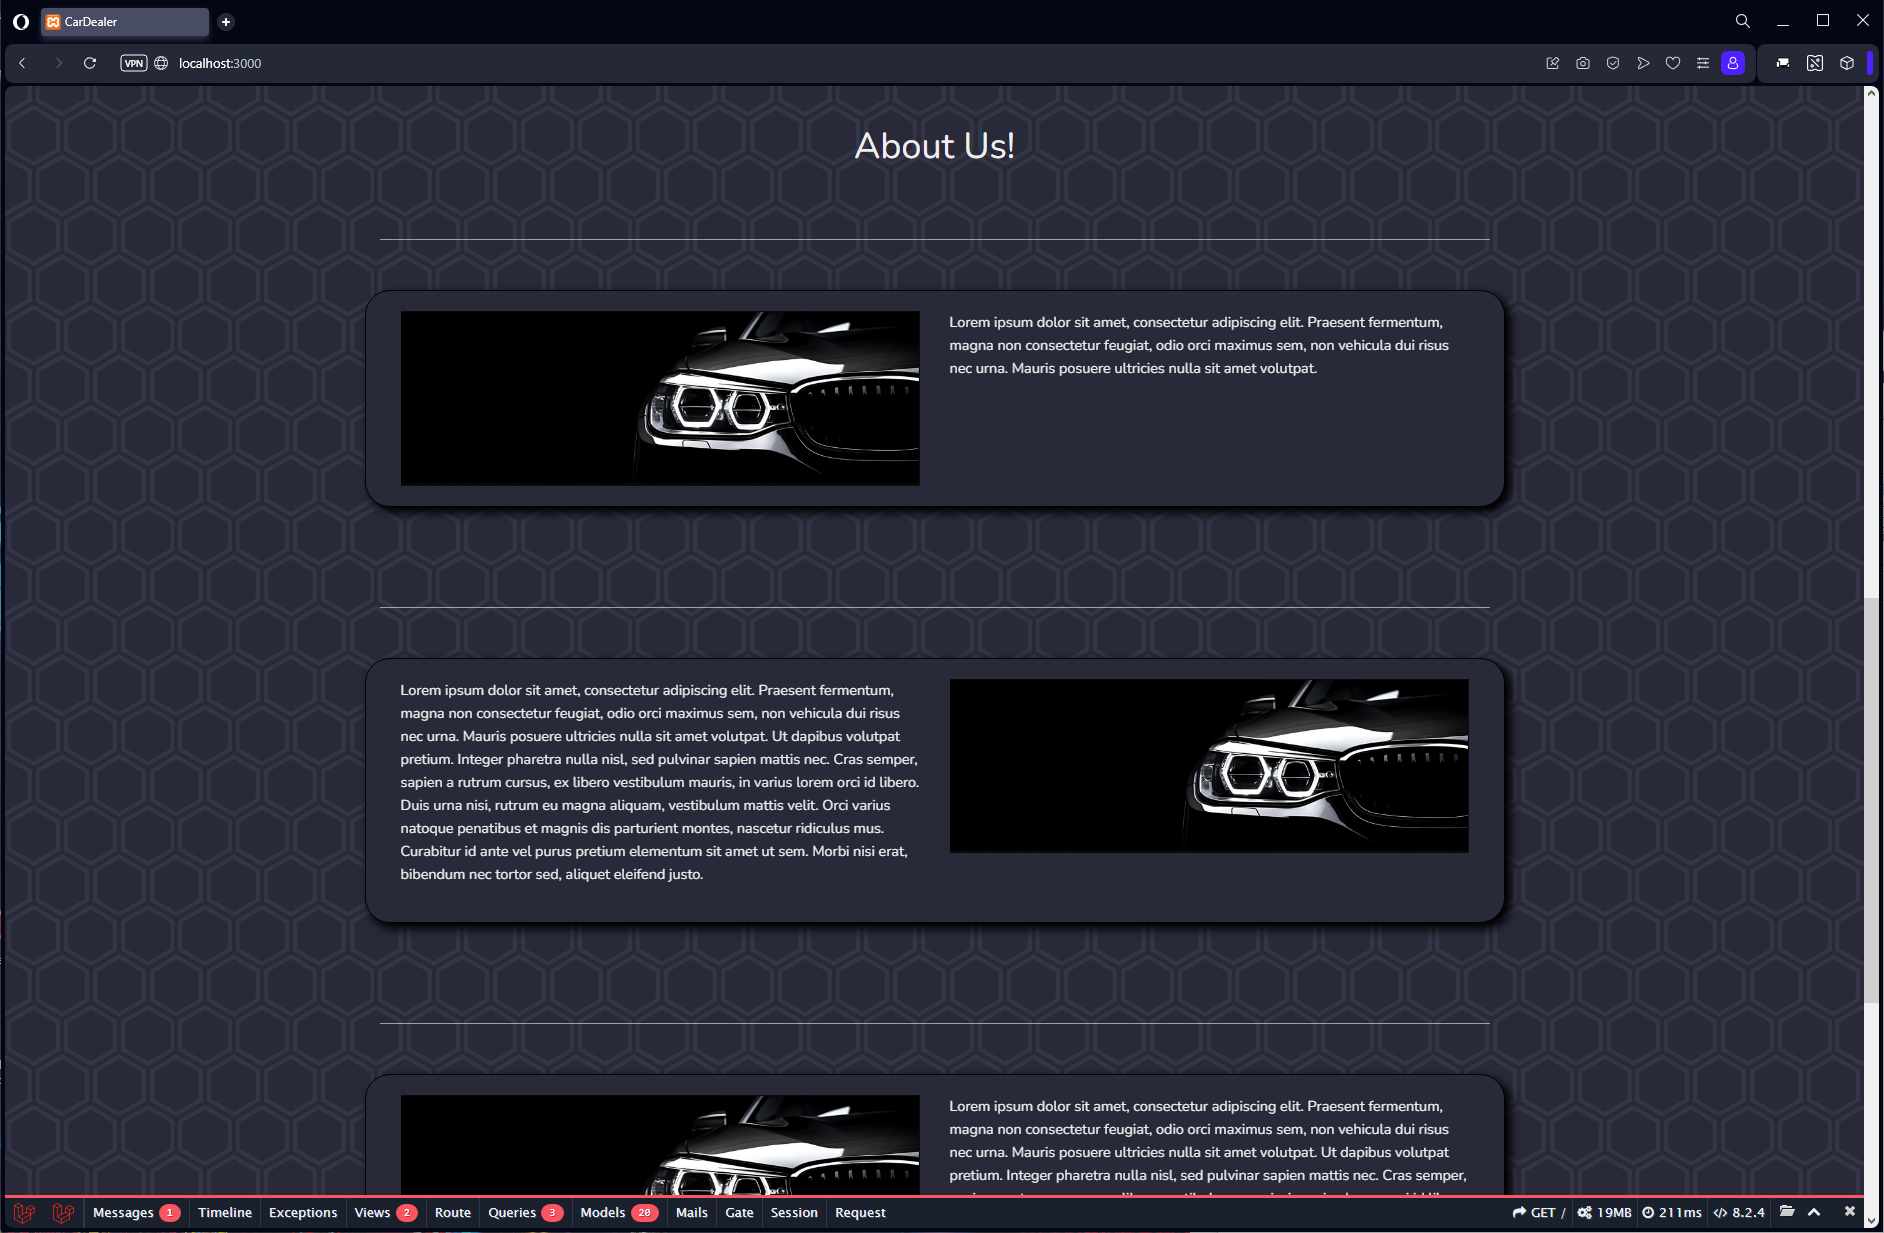 CarDealer
VPN localhost:3000
About Us!
Lorem ipsum dolor sit amet, consectetur adipiscing elit. Praesent fermentum,
magna non consectetur feugiat, odio orci maximus sem, non vehicula dui risus
nec urna. Mauris posuere ultricies nulla sit amet volutpat.
Lorem ipsum dolor sit amet, consectetur adipiscing elit. Praesent fermentum,
magna non consectetur feugiat, odio orci maximus sem, non vehicula dui risus
nec urna. Mauris posuere ultricies nulla sit amet volutpat. Ut dapibus volutpat
pretium. Integer pharetra nulla nisl, sed pulvinar sapien mattis nec. Cras semper,
sapien a rutrum cursus, ex libero vestibulum mauris, in varius lorem orci id libero.
Duis urna nisi, rutrum eu magna aliquam, vestibulum mattis velit. Orci varius
natoque penatibus et magnis dis parturient montes, nascetur ridiculus mus.
Curabitur id ante vel purus pretium elementum sit amet ut sem. Morbi nisi erat,
bibendum nec tortor sed, aliquet eleifend justo.
Lorem ipsum dolor sit amet, consectetur adipiscing elit. Praesent fermentum,
magna non consectetur feugiat, odio orci maximus sem, non vehicula dui risus
nec urna. Mauris posuere ultricies nulla sit amet volutpat. Ut dapibus volutpat
pretium. Integer pharetra nulla nisl, sed pulvinar sapien mattis nec. Cras semper,
Messages 1 Timeline Exceptions Views 2 Route Queries 3 Models 20 Mails Gate Session Request GET / 19MB 211ms 8.2.4